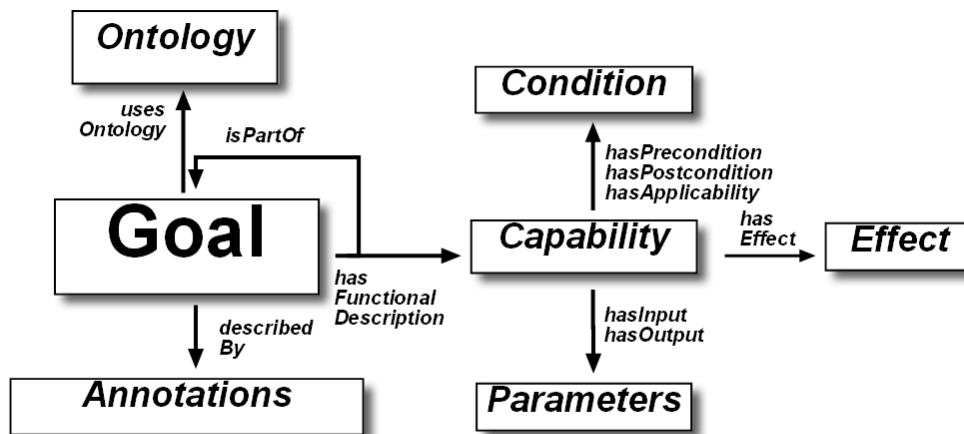 Ontology
Condition
uses
Ontology
isPartOf
hasPrecondition
hasPostcondition
hasApplicability
Goal
Capability
has
Effect
Effect
has
Functional
Description
described
By
hasInput
hasOutput
Annotations
Parameters